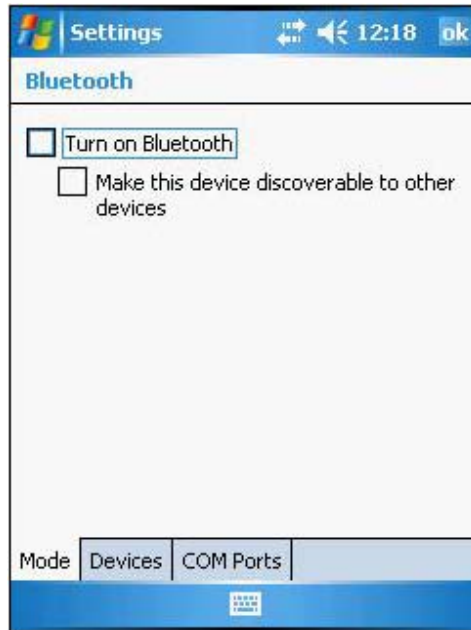 Settings 12:18 ok
Bluetooth
Turn on Bluetooth
Make this device discoverable to other
devices
Mode Devices COM Ports